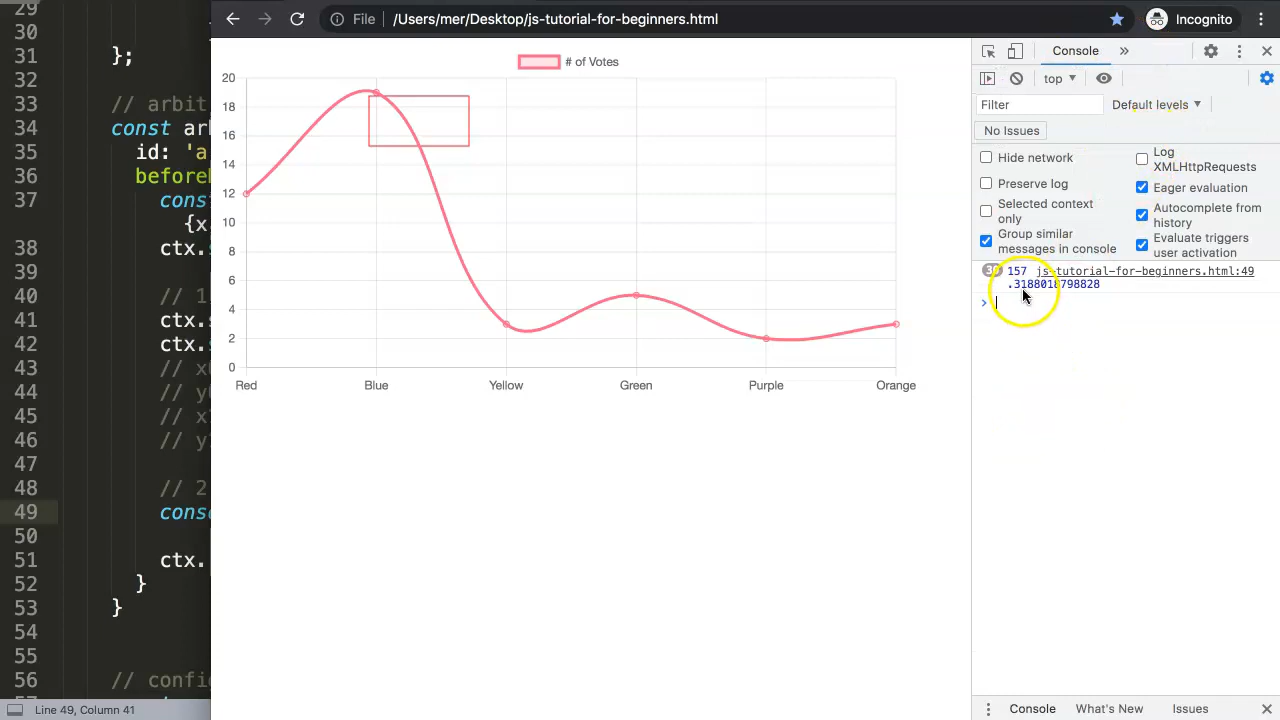 29
30
31 };
32
33 // arbit
34 const arl
35 id: 'a
36 before
37 cons
{x
38 ctx.
39
40 // 1
41 ctx.
42 ctx.
43 // x
44 // y
45 // x
46 // y
47
48 // 2
49 cons
50
51 ctx.
52 }
53 }
54
55
56 // confi
Line 49, Column 41
File /Users/mer/Desktop/js-tutorial-for-beginners.html
Incognito
# of Votes
20
18
16
14
12
10
8
6
4
2
0
Red Blue Yellow Green Purple Orange
Console
top
Filter Default levels
No Issues
Hide network
Log XMLHttpRequests
Preserve log
Eager evaluation
Selected context only
Autocomplete from history
Group similar messages in console
Evaluate triggers user activation
157 js-tutorial-for-beginners.html:49
.3188018798828
Console What's New Issues